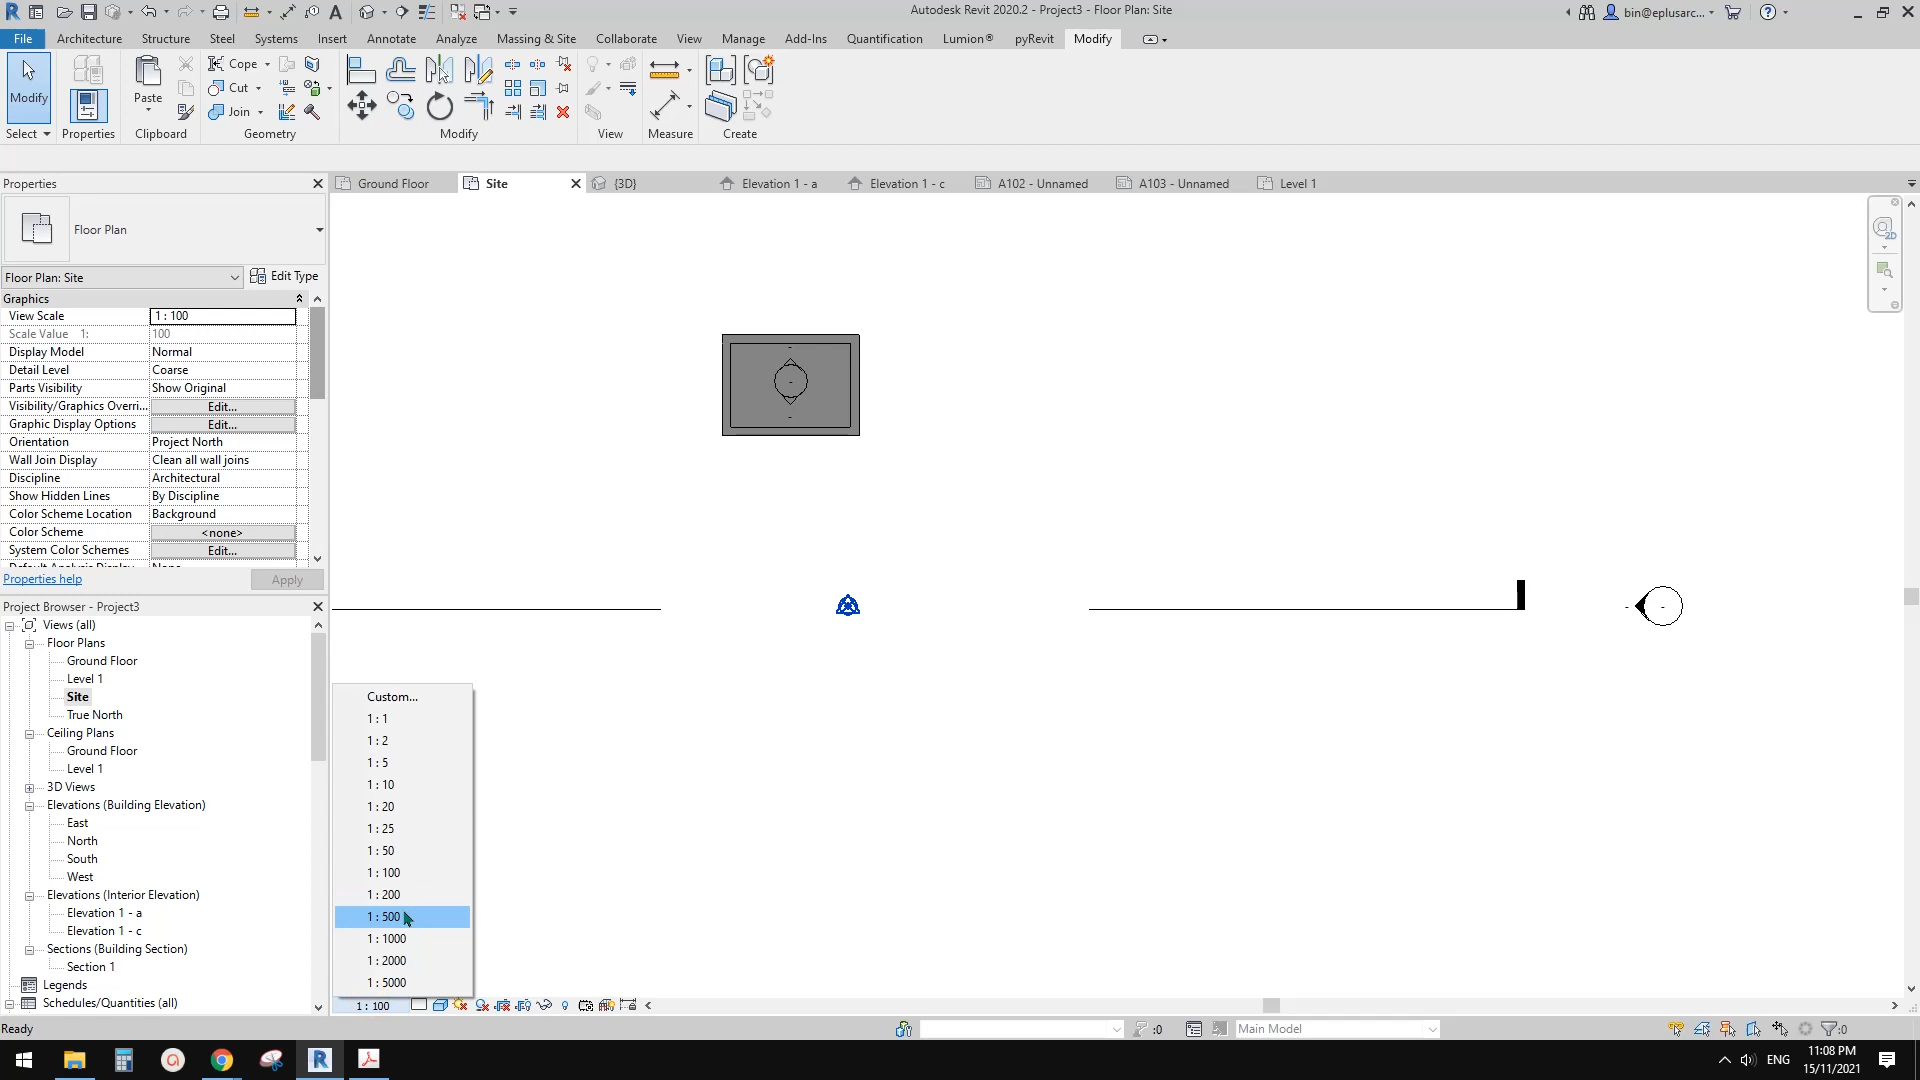 Autodesk Revit 2020.2 - Project3 - Floor Plan: Site
bin@eplusarc...
File Architecture Structure Steel Systems Insert Annotate Analyze Massing & Site Collaborate View Manage Add-Ins Quantification Lumion® pyRevit Modify
Modify
Paste
Cope
Cut
Join
Select Properties Clipboard Geometry Modify View Measure Create
Properties
Ground Floor Site {3D} Elevation 1 - a Elevation 1 - c A102 - Unnamed A103 - Unnamed Level 1
2D
Floor Plan
Floor Plan: Site Edit Type
Graphics
View Scale 1 : 100
Scale Value 1: 100
Display Model Normal
Detail Level Coarse
Parts Visibility Show Original
Visibility/Graphics Overri... Edit...
Graphic Display Options Edit...
Orientation Project North
Wall Join Display Clean all wall joins
Discipline Architectural
Show Hidden Lines By Discipline
Color Scheme Location Background
Color Scheme <none>
System Color Schemes Edit...
Default Analysis Display None
Properties help Apply
Project Browser - Project3
Views (all)
Floor Plans
Ground Floor
Level 1
Site
True North
Ceiling Plans
Ground Floor
Level 1
3D Views
Elevations (Building Elevation)
East
North
South
West
Elevations (Interior Elevation)
Elevation 1 - a
Elevation 1 - c
Sections (Building Section)
Section 1
Legends
Schedules/Quantities (all)
Custom...
1 : 1
1 : 2
1 : 5
1 : 10
1 : 20
1 : 25
1 : 50
1 : 100
1 : 200
1 : 500
1 : 1000
1 : 2000
1 : 5000
1 : 100
Ready :0 Main Model :0
ENG
11:08 PM
15/11/2021